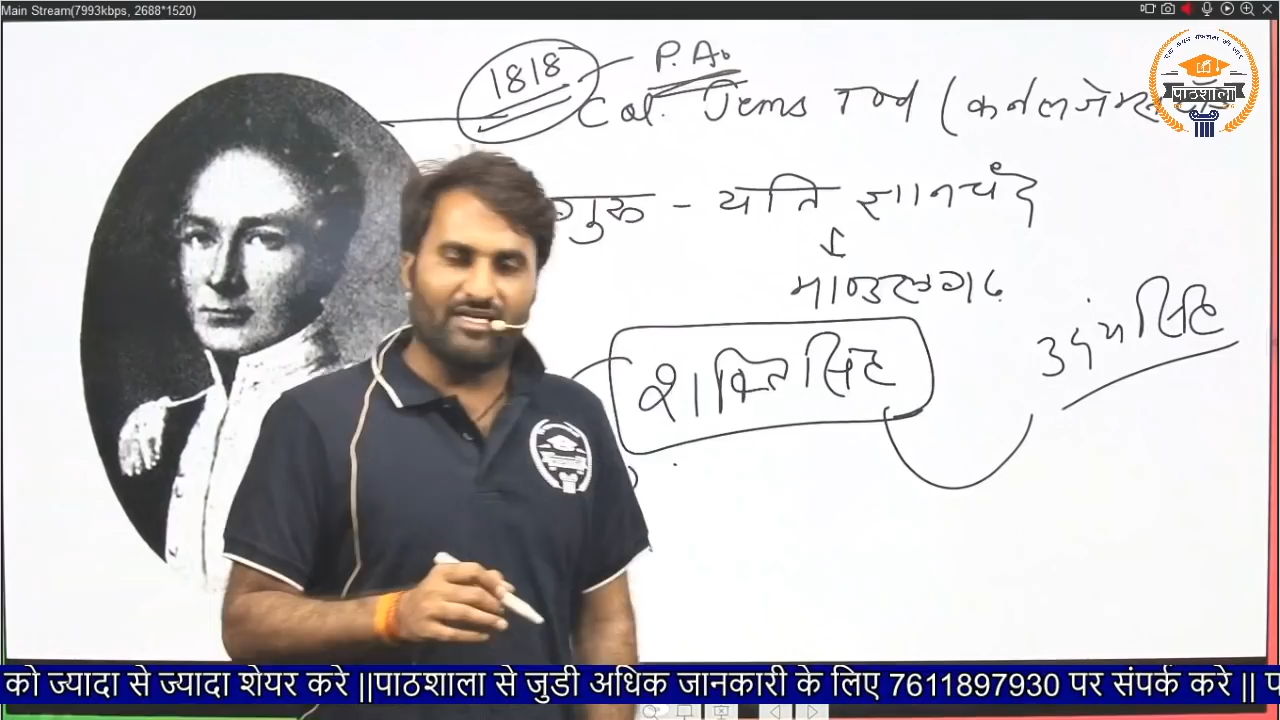 Main Stream(7993kbps, 2688*1520)
1818
P. A.
Col. Jems Tod (कर्नल जेम्स
पाठशाला
गुरु - यति ज्ञानचंद
माण्डलगढ़
शक्तिसिंह
उदयसिंह
को ज्यादा से ज्यादा शेयर करे ||पाठशाला से जुडी अधिक जानकारी के लिए 7611897930 पर संपर्क करे ||